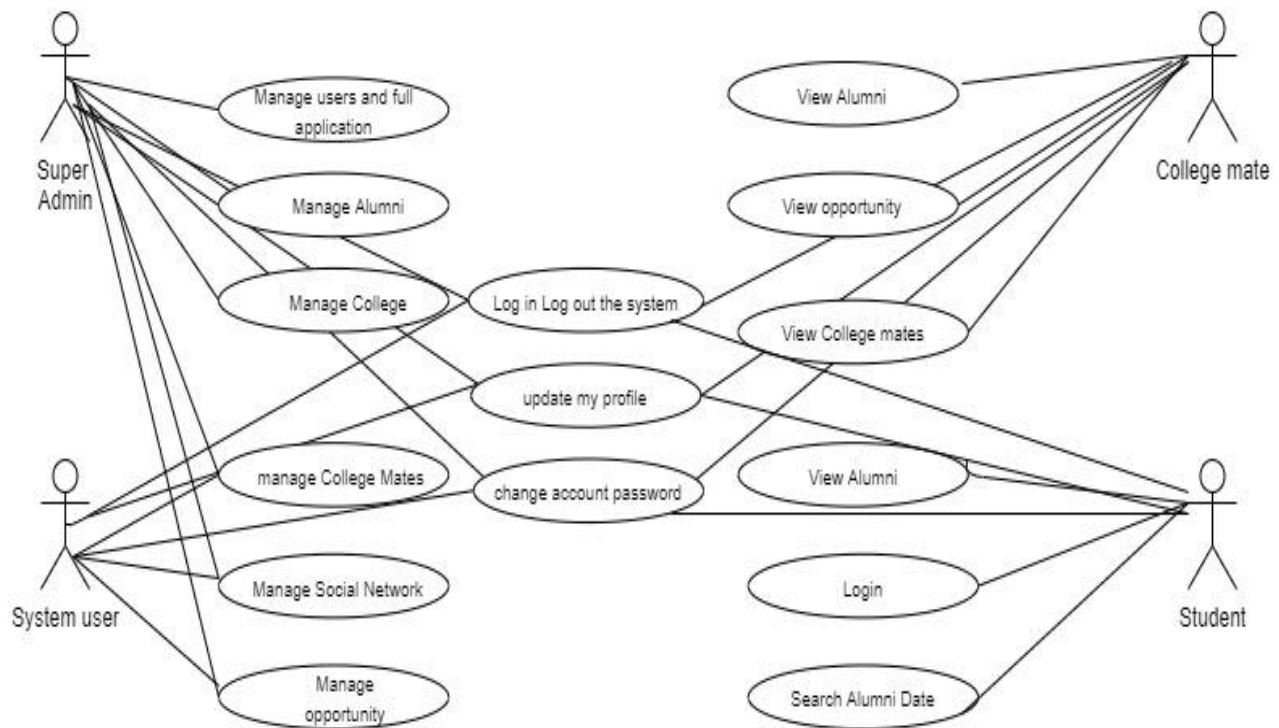 Manage users and full
application
View Alumni
Super
Admin
College mate
Manage Alumni
View opportunity
Manage College
Log in Log out the system
View College mates
update my profile
manage College Mates
change account password
View Alumni
Manage Social Network
Login
System user
Student
Manage
opportunity
Search Alumni Date